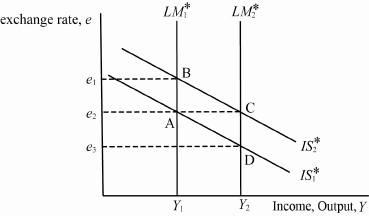 exchange rate, e
LM₁* LM₂*
e₁ B
e₂ A C
e₃ D
IS₂*
IS₁*
Y₁ Y₂ Income, Output, Y